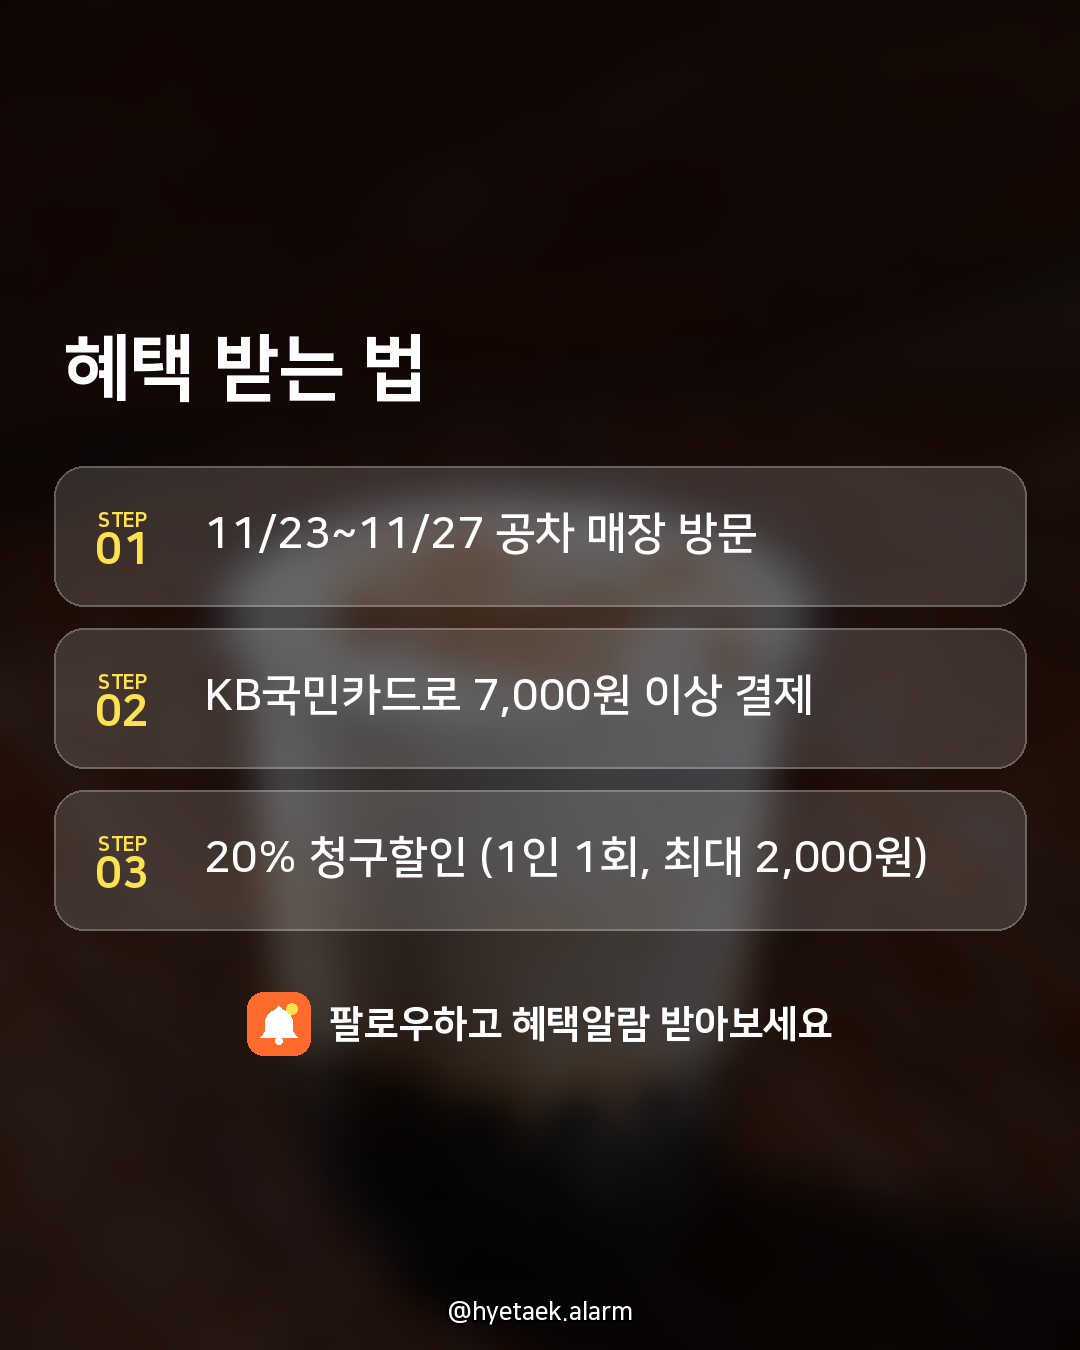 혜택 받는 법
STEP
01
11/23~11/27 공차 매장 방문
STEP
02
KB국민카드로 7,000원 이상 결제
STEP
03
20% 청구할인 (1인 1회, 최대 2,000원)
팔로우하고 혜택알람 받아보세요
@hyetaek.alarm